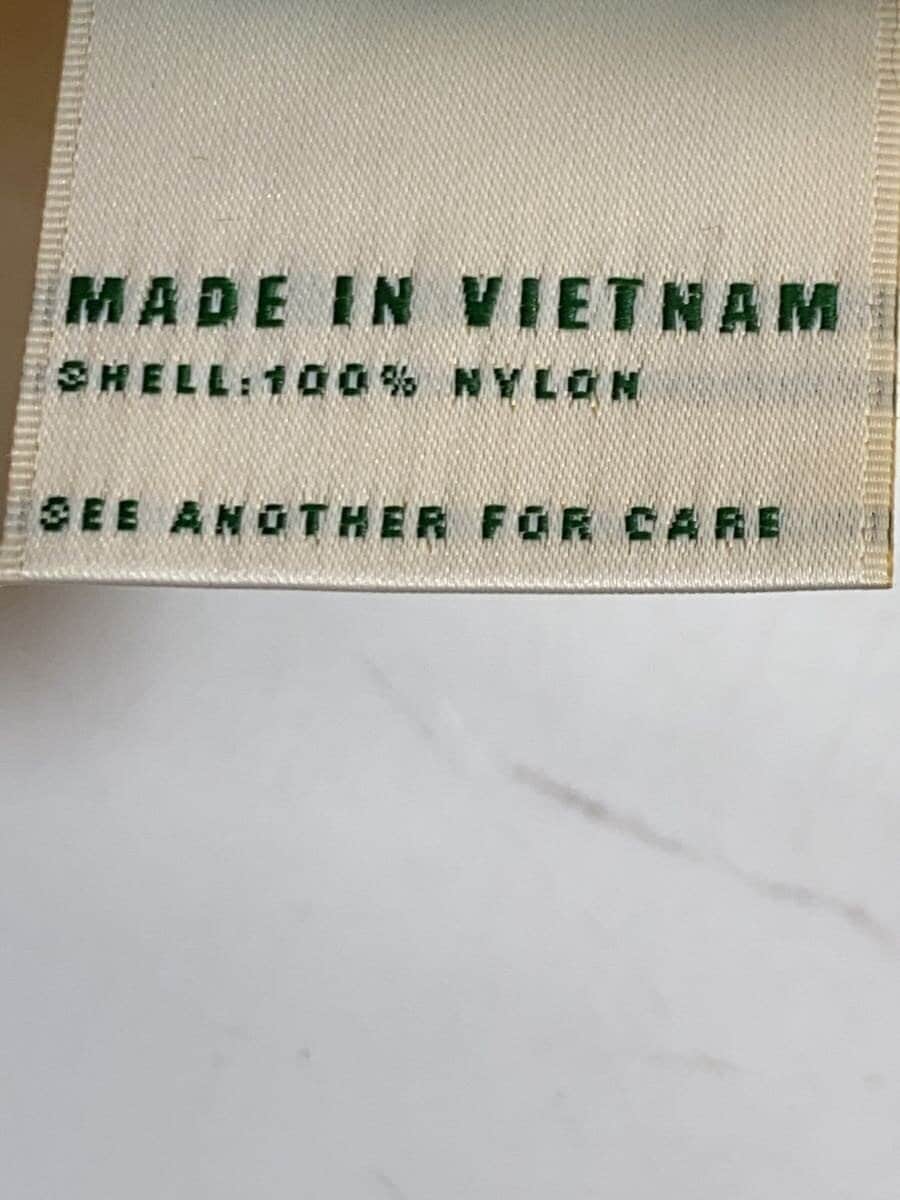 MADE IN VIETNAM
SHELL:100% NYLON
SEE ANOTHER FOR CARE